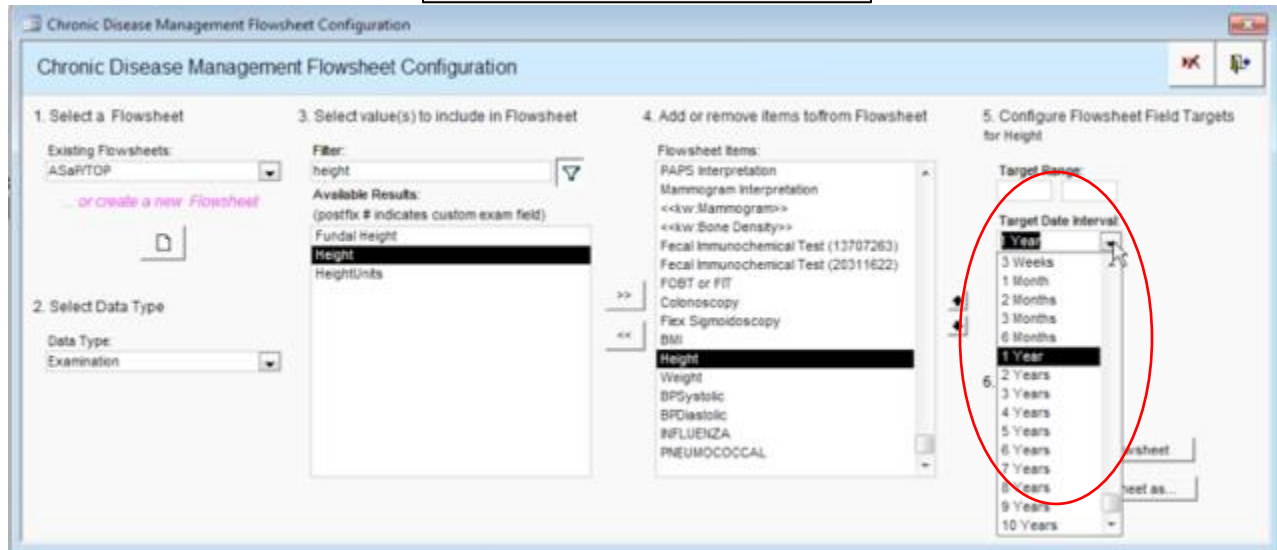 Chronic Disease Management Flowsheet Configuration
Chronic Disease Management Flowsheet Configuration
1. Select a Flowsheet
Existing Flowsheets:
ASaP/TOP
... or create a new Flowsheet
2. Select Data Type
Data Type:
Examination
3. Select value(s) to include in Flowsheet
Filter:
height
Available Results:
(postfix # indicates custom exam field)
Fundal Height
Height
HeightUnits
>>
<<
4. Add or remove items to/from Flowsheet
Flowsheet Items:
PAPS Interpretation
Mammogram Interpretation
<<kw:Mammogram>>
<<kw:Bone Density>>
Fecal Immunochemical Test (13707263)
Fecal Immunochemical Test (20311622)
FOBT or FIT
Colonoscopy
Flex Sigmoidoscopy
BMI
Height
Weight
BPSystolic
BPDiastolic
INFLUENZA
PNEUMOCOCCAL
5. Configure Flowsheet Field Targets
for Height
Target Range:
Target Date Interval:
1 Year
3 Weeks
1 Month
2 Months
3 Months
6 Months
1 Year
2 Years
3 Years
4 Years
5 Years
6 Years
7 Years
8 Years
9 Years
10 Years
6.
wsheet
heet as...